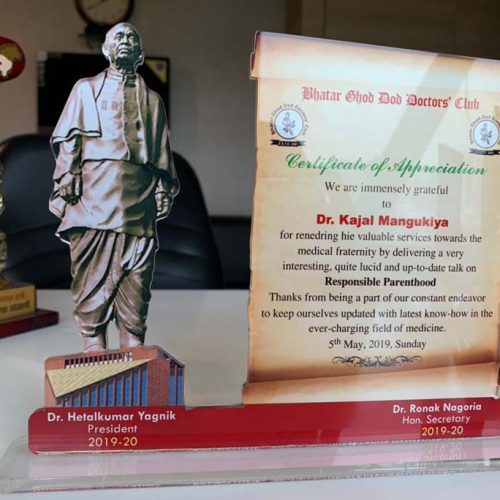 Bhatar Ghod Dod Doctors' Club
Certificate of Appreciation
We are immensely grateful
to
Dr. Kajal Mangukiya
for renedring hie valuable services towards the
medical fraternity by delivering a very
interesting, quite lucid and up-to-date talk on
Responsible Parenthood
Thanks from being a part of our constant endeavor
to keep ourselves updated with latest know-how in the
ever-charging field of medicine.
5th May, 2019, Sunday
Dr. Hetalkumar Yagnik
President
2019-20
Dr. Ronak Nagoria
Hon. Secretary
2019-20